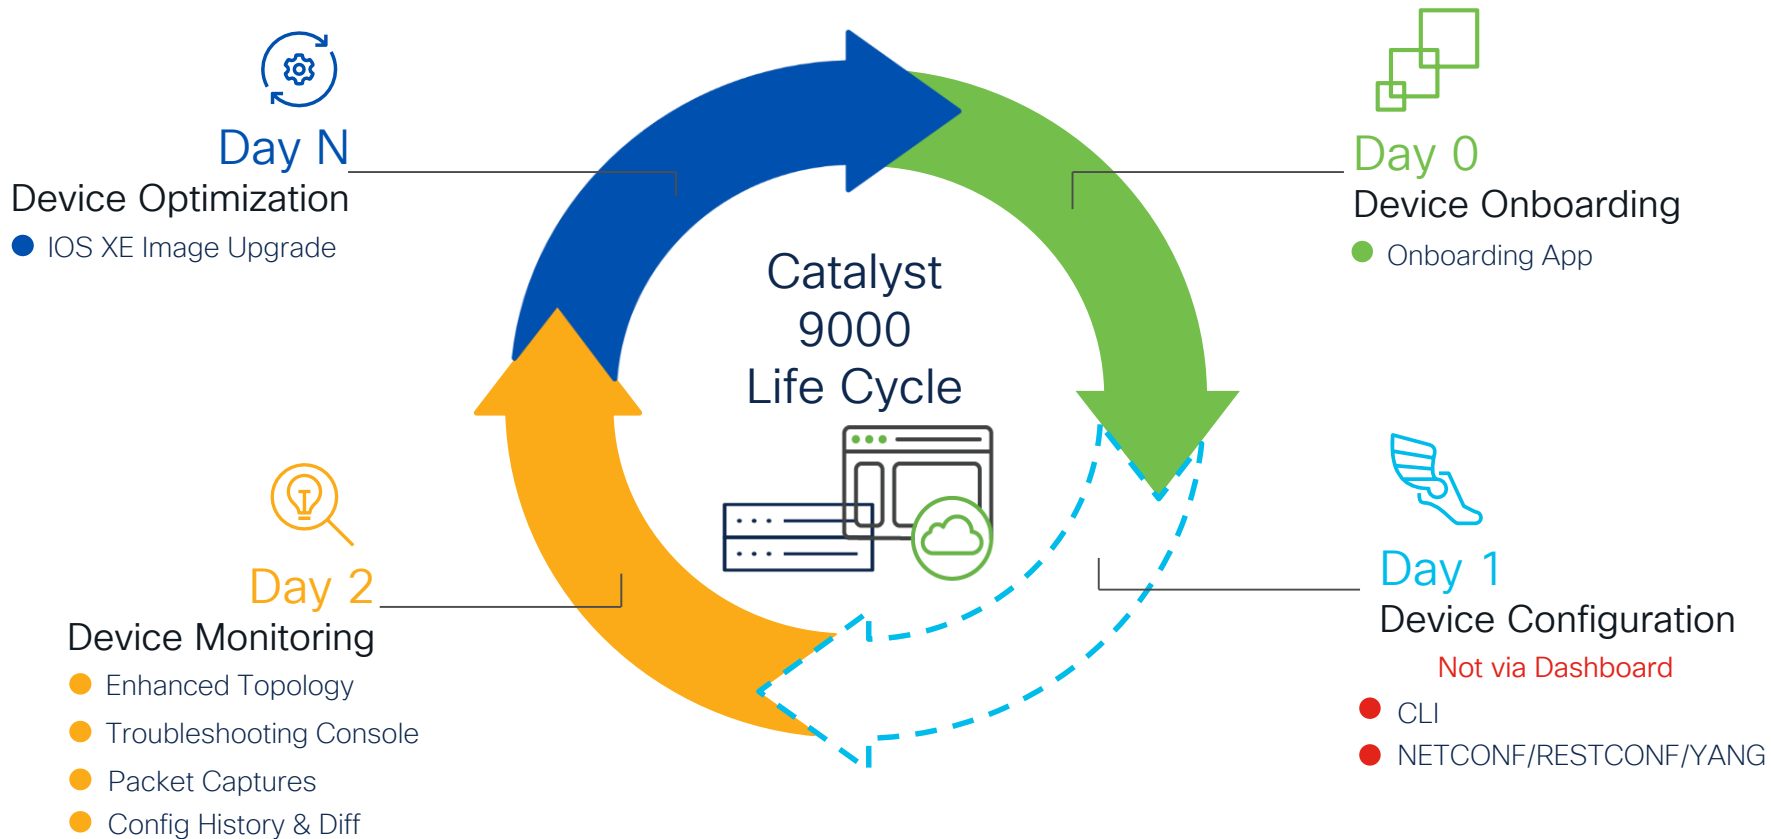 Day N
Device Optimization
IOS XE Image Upgrade
Day 0
Device Onboarding
Onboarding App
Catalyst
9000
Life Cycle
Day 2
Device Monitoring
Enhanced Topology
Troubleshooting Console
Packet Captures
Config History & Diff
Day 1
Device Configuration
Not via Dashboard
CLI
NETCONF/RESTCONF/YANG